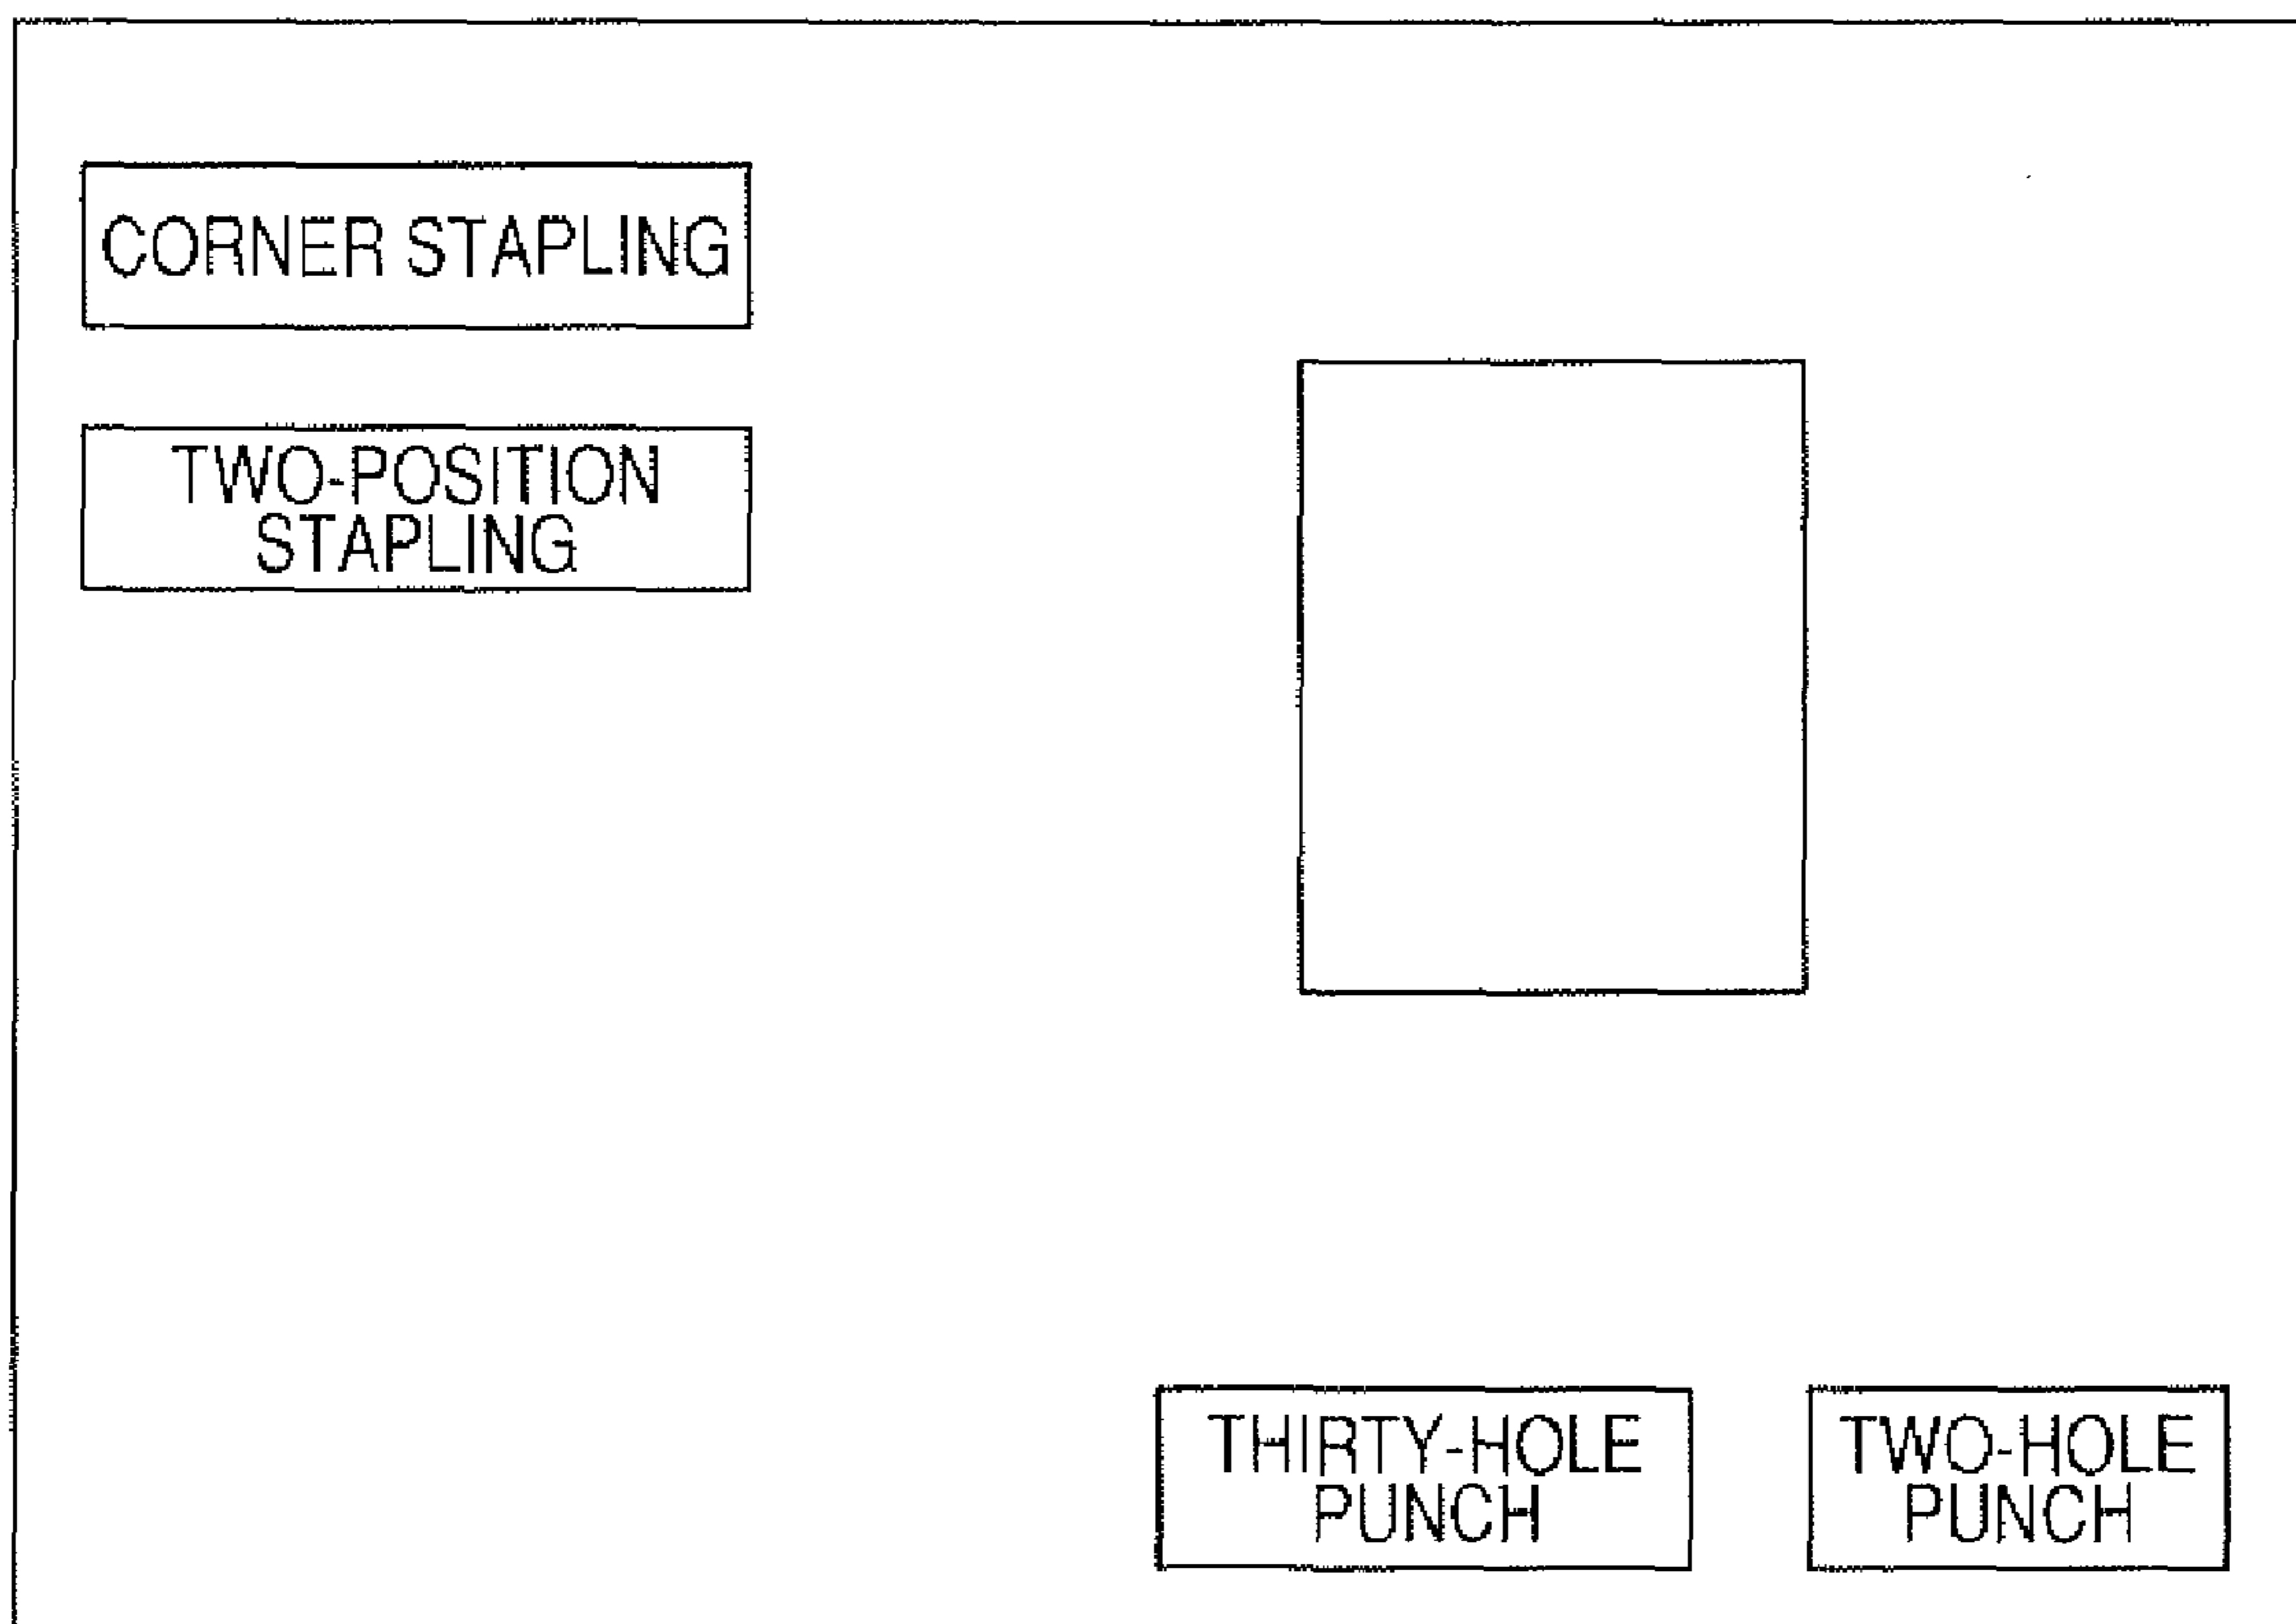 CORNER STAPLING
TWO-POSITION
STAPLING
THIRTY-HOLE
PUNCH
TWO-HOLE
PUNCH